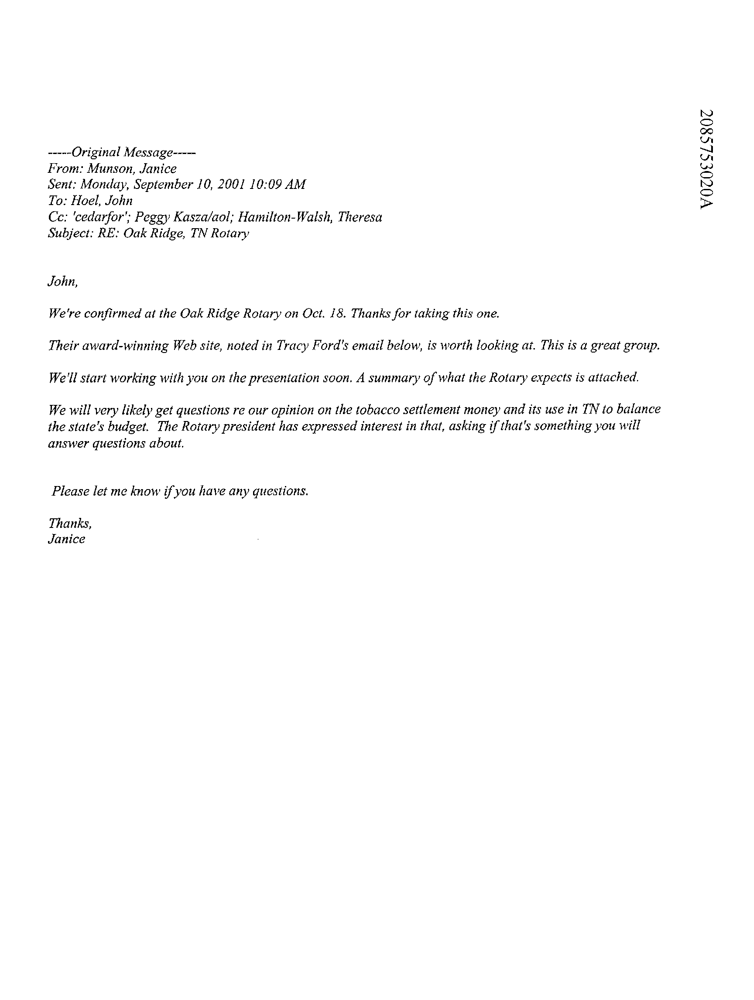 2085753020A
-----Original Message-----
From: Munson, Janice
Sent: Monday, September 10, 2001 10:09 AM
To: Hoel, John
Cc: 'cedarfor'; Peggy Kasza/aol; Hamilton-Walsh, Theresa
Subject: RE: Oak Ridge, TN Rotary
John,
We're confirmed at the Oak Ridge Rotary on Oct. 18. Thanks for taking this one.
Their award-winning Web site, noted in Tracy Ford's email below, is worth looking at. This is a great group.
We'll start working with you on the presentation soon. A summary of what the Rotary expects is attached.
We will very likely get questions re our opinion on the tobacco settlement money and its use in TN to balance
the state's budget. The Rotary president has expressed interest in that, asking if that's something you will
answer questions about.
Please let me know if you have any questions.
Thanks,
Janice